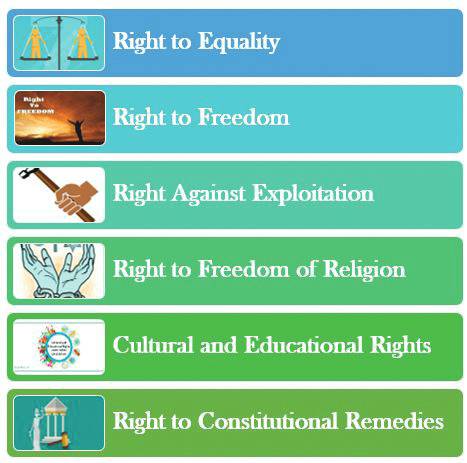 Right to Equality
Right
To
FREEDOM
Right to Freedom
Right Against Exploitation
Right to Freedom of Religion
Cultural and Educational Rights
Right to Constitutional Remedies